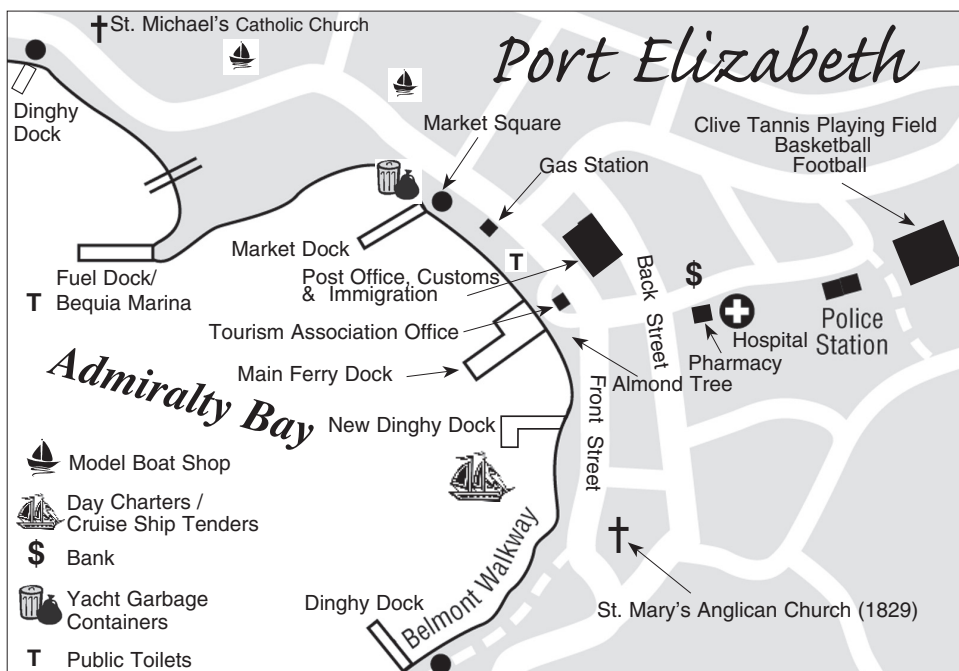 St. Michael's Catholic Church
Port Elizabeth
Dinghy
Dock
Market Square
Clive Tannis Playing Field
Basketball
Football
Gas Station
Market Dock
Fuel Dock/
Bequia Marina
T
Post Office, Customs
& Immigration
T
Back Street
$
Tourism Association Office
Hospital
Police
Station
Pharmacy
Main Ferry Dock
Almond Tree
Admiralty Bay
New Dinghy Dock
Front Street
Model Boat Shop
Day Charters /
Cruise Ship Tenders
$ Bank
Yacht Garbage
Containers
T Public Toilets
Dinghy Dock
Belmont Walkway
St. Mary's Anglican Church (1829)